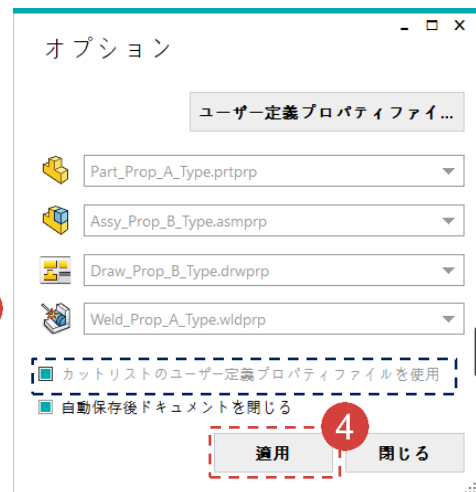 オプション
ユーザー定義プロパティファイ...
Part_Prop_A_Type.prtprp
Assy_Prop_B_Type.asmprp
Draw_Prop_B_Type.drwprp
Weld_Prop_A_Type.wldprp
カットリストのユーザー定義プロパティファイルを使用
自動保存後ドキュメントを閉じる
4
適用
閉じる